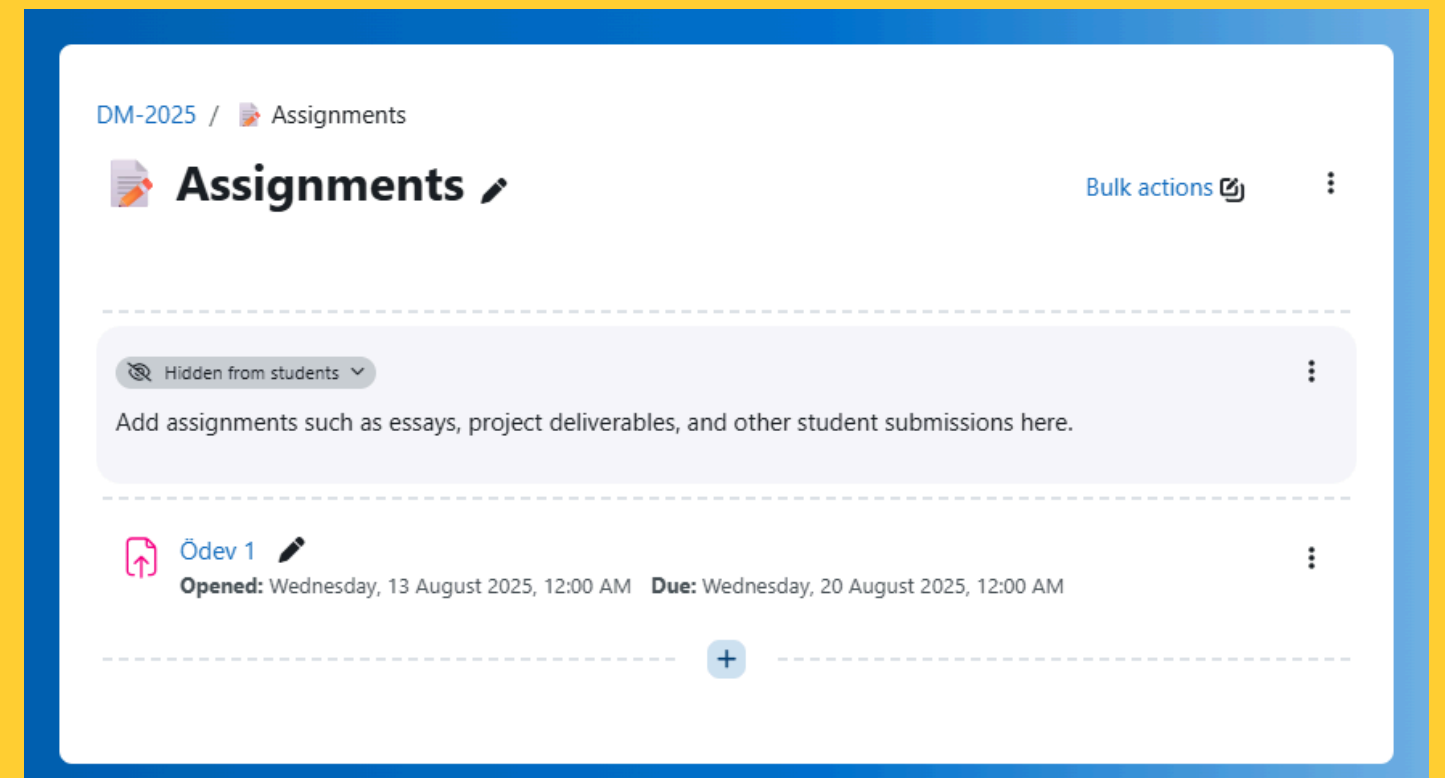 DM-2025 / Assignments
Assignments
Bulk actions
Hidden from students
Add assignments such as essays, project deliverables, and other student submissions here.
Ödev 1
Opened: Wednesday, 13 August 2025, 12:00 AM Due: Wednesday, 20 August 2025, 12:00 AM